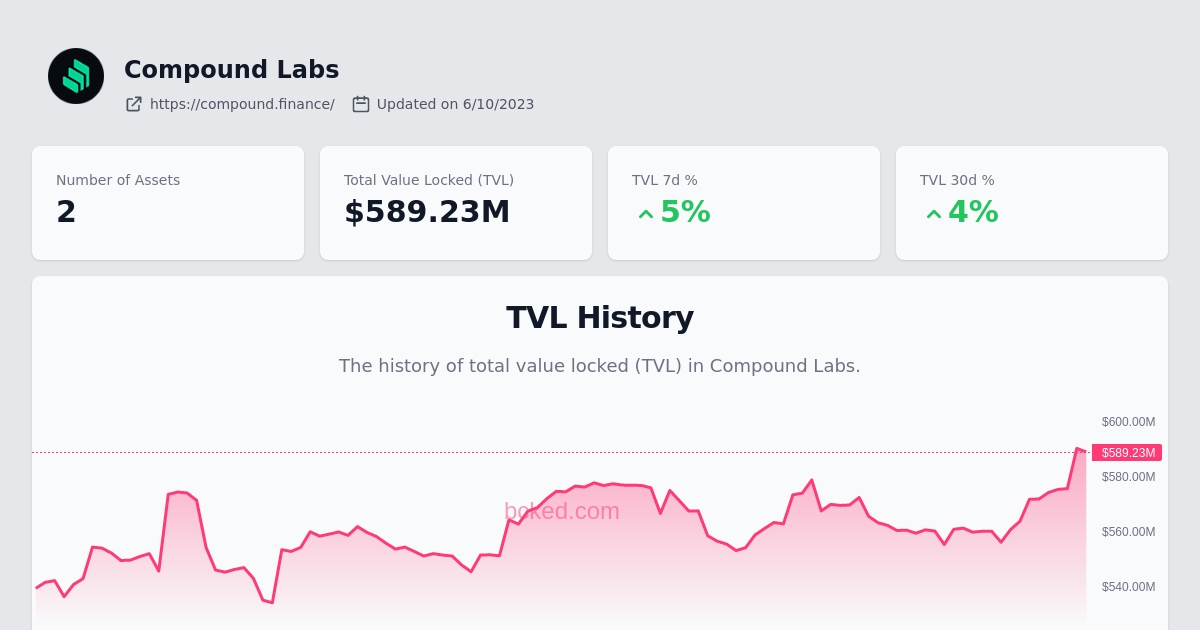 Compound Labs
https://compound.finance/ Updated on 6/10/2023
Number of Assets
2
Total Value Locked (TVL)
$589.23M
TVL 7d %
5%
TVL 30d %
4%
TVL History
The history of total value locked (TVL) in Compound Labs.
$600.00M
$589.23M
$580.00M
boked.com
$560.00M
$540.00M